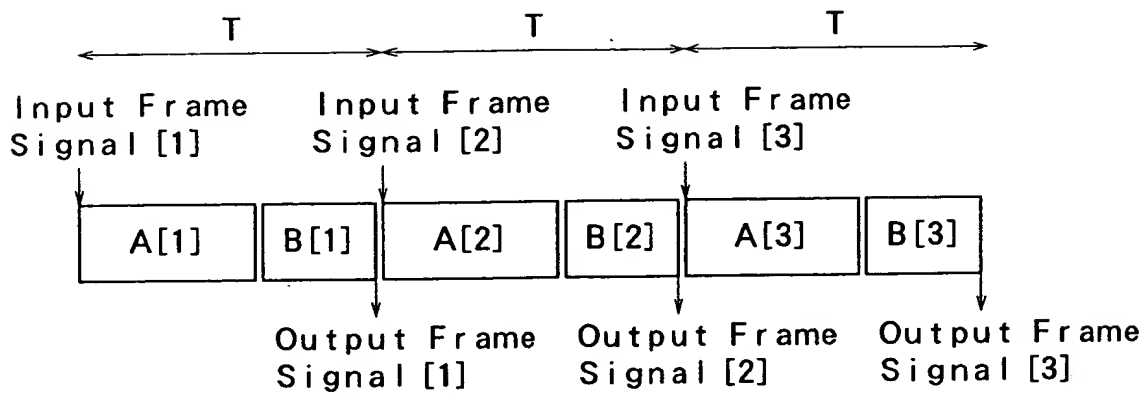 T T T
Input Frame
Signal [1]
Input Frame
Signal [2]
Input Frame
Signal [3]
A[1] B[1] A[2] B[2] A[3] B[3]
Output Frame
Signal [1]
Output Frame
Signal [2]
Output Frame
Signal [3]